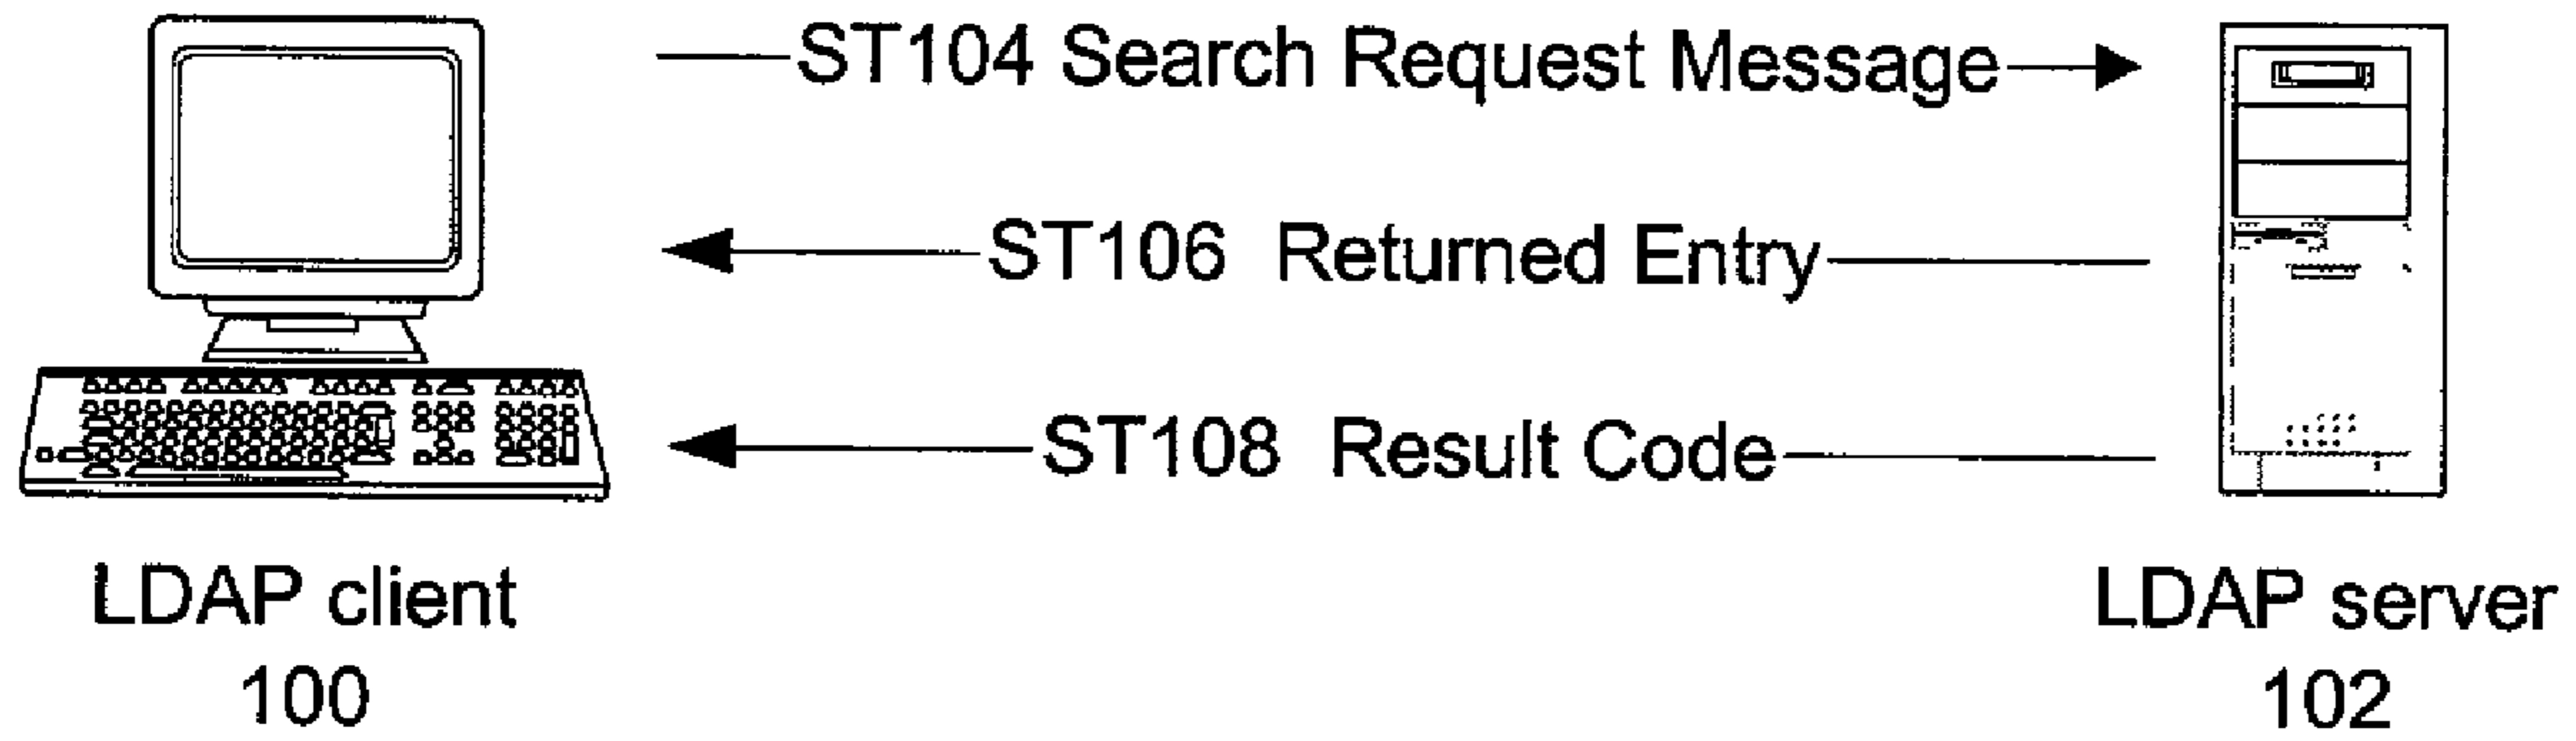 ST104 Search Request Message
ST106 Returned Entry
ST108 Result Code
LDAP client
100
LDAP server
102